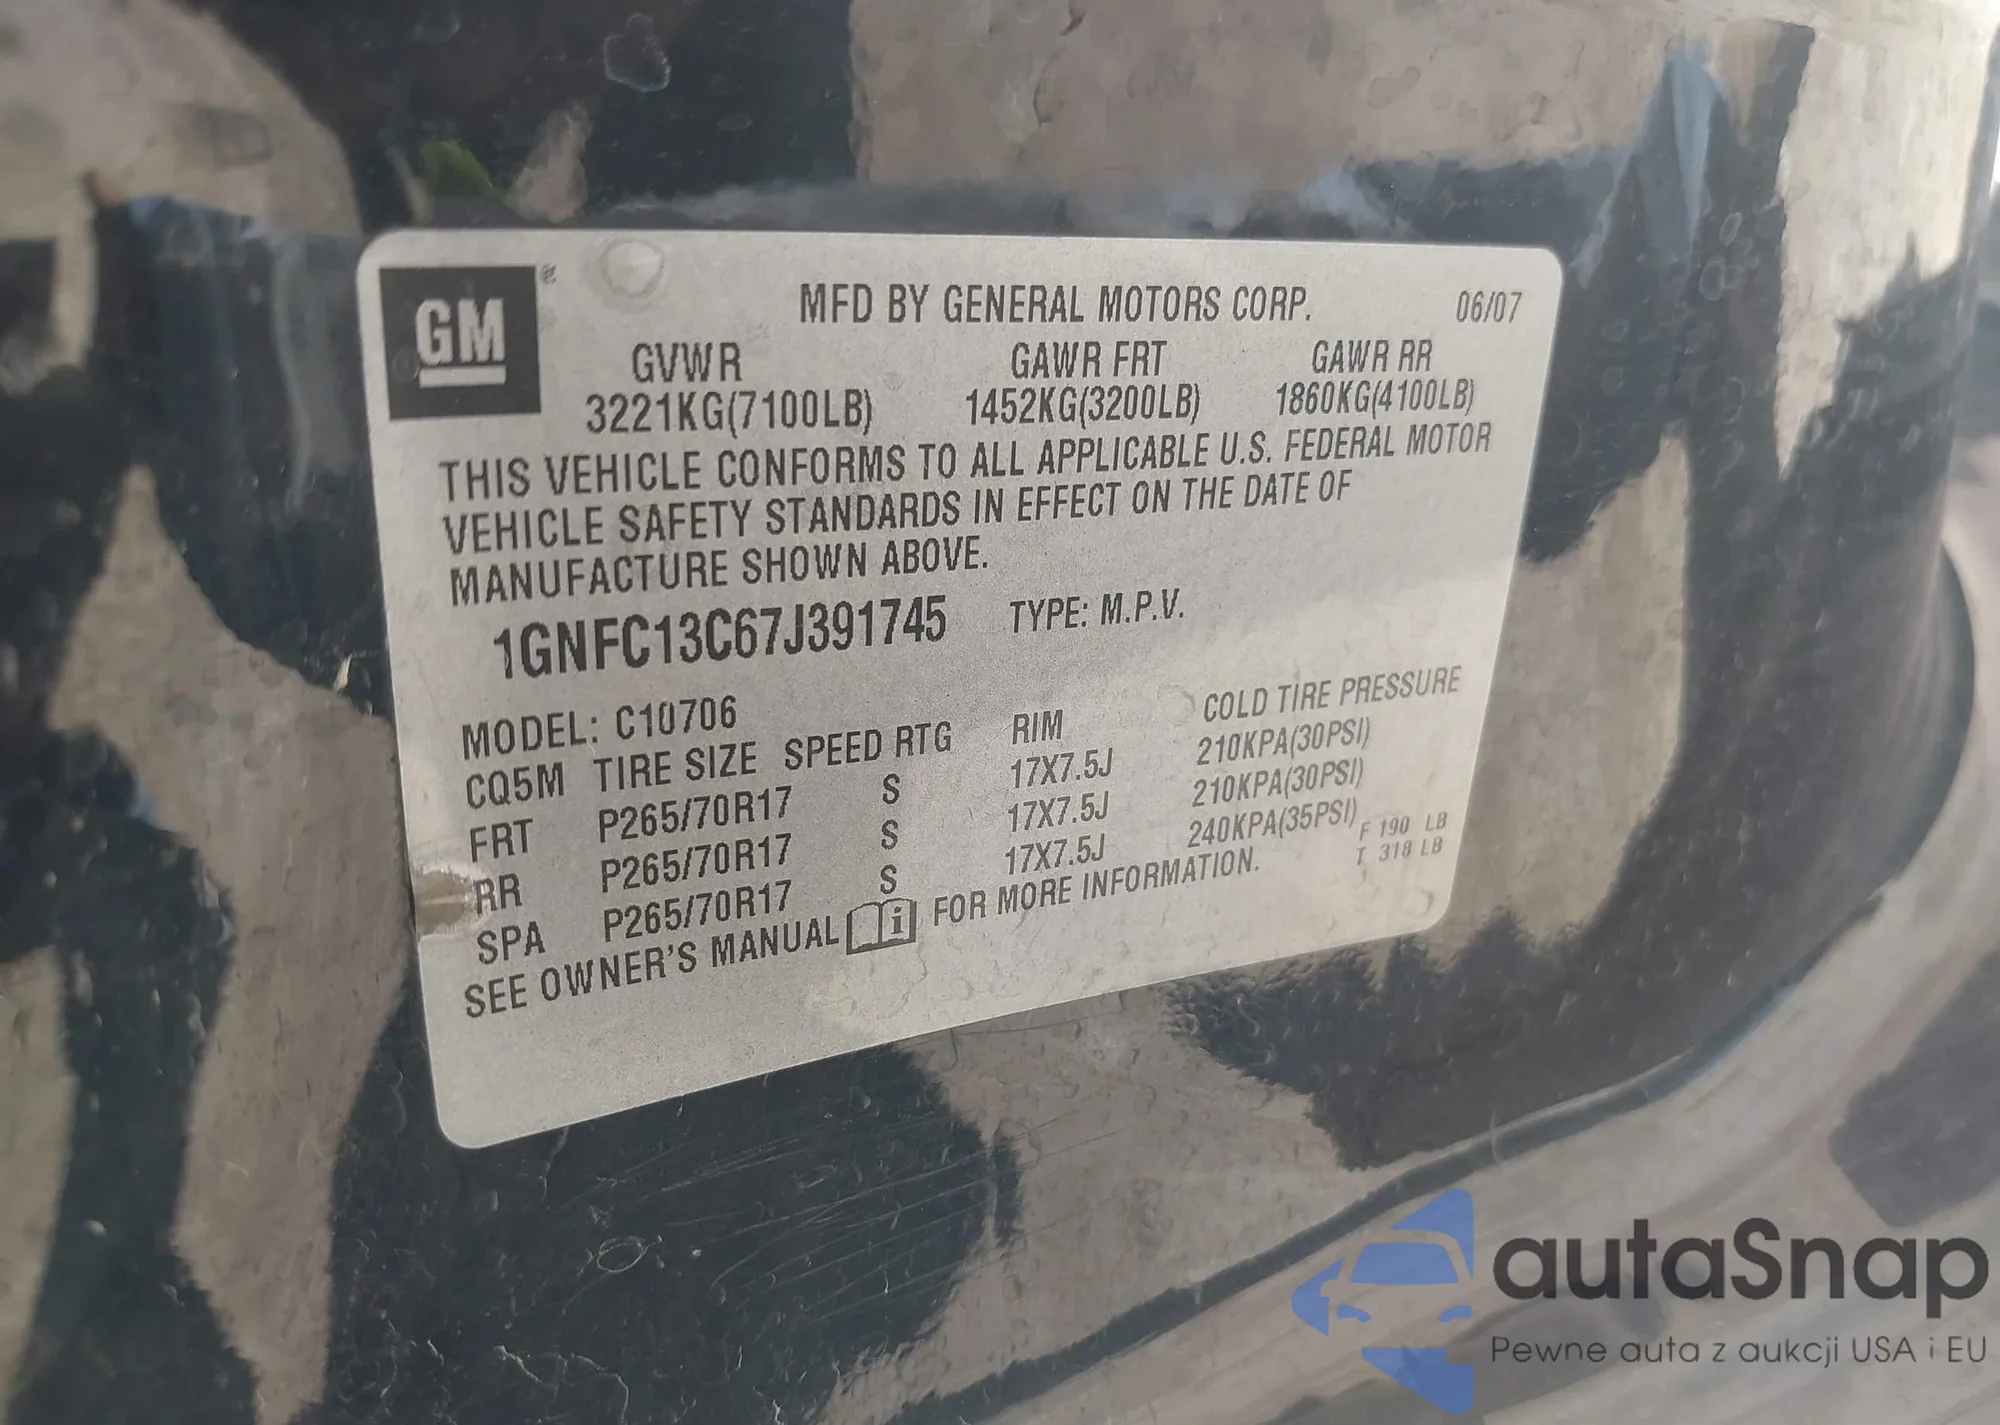 GM ®
MFD BY GENERAL MOTORS CORP. 06/07
GVWR GAWR FRT GAWR RR
3221KG(7100LB) 1452KG(3200LB) 1860KG(4100LB)
THIS VEHICLE CONFORMS TO ALL APPLICABLE U.S. FEDERAL MOTOR
VEHICLE SAFETY STANDARDS IN EFFECT ON THE DATE OF
MANUFACTURE SHOWN ABOVE.
1GNFC13C67J391745 TYPE: M.P.V.
MODEL: C10706
CQ5M TIRE SIZE SPEED RTG RIM COLD TIRE PRESSURE
FRT P265/70R17 S 17X7.5J 210KPA(30PSI)
RR P265/70R17 S 17X7.5J 210KPA(30PSI)
SPA P265/70R17 S 17X7.5J 240KPA(35PSI)
F 190 LB
T 318 LB
SEE OWNER'S MANUAL i FOR MORE INFORMATION.
autaSnap
Pewne auta z aukcji USA i EU